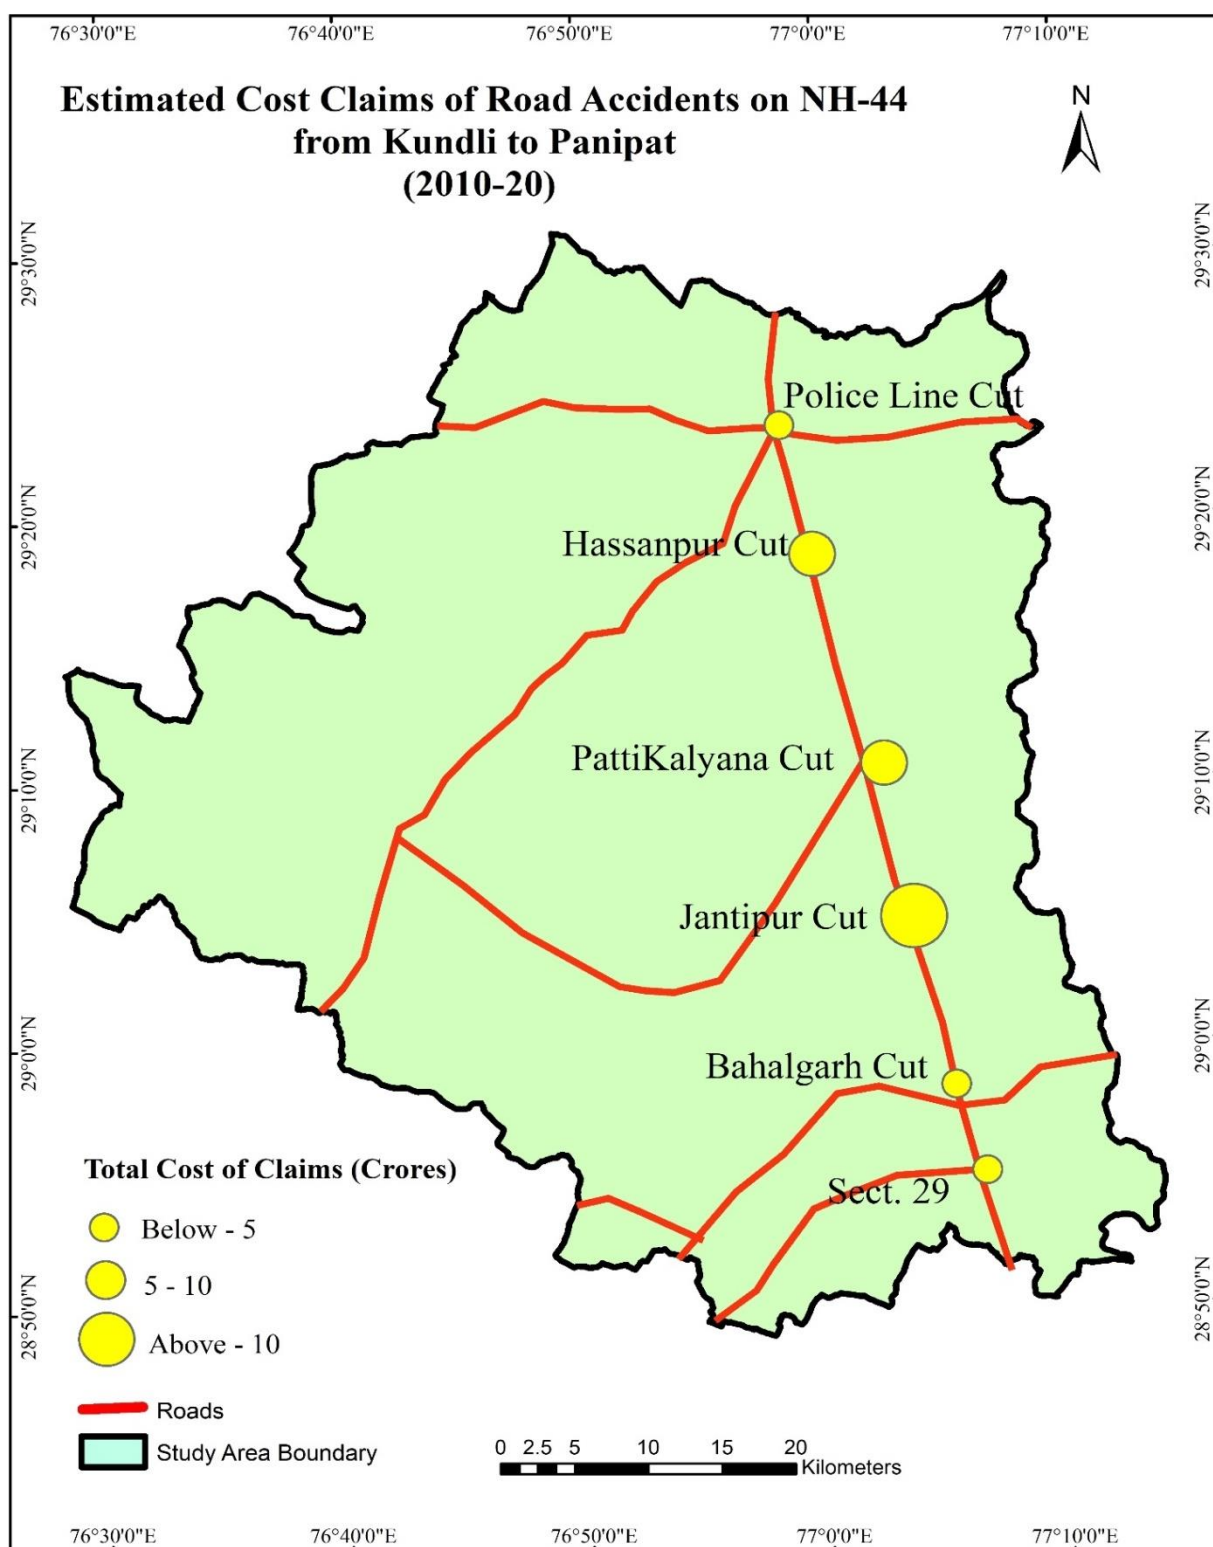 76°30'0"E 76°40'0"E 76°50'0"E 77°0'0"E 77°10'0"E
Estimated Cost Claims of Road Accidents on NH-44
from Kundli to Panipat
(2010-20)
N
29°30'0"N 29°30'0"N
Police Line Cut
29°20'0"N 29°20'0"N
Hassanpur Cut
PattiKalyana Cut
29°10'0"N 29°10'0"N
Jantipur Cut
29°0'0"N 29°0'0"N
Bahalgarh Cut
Sect. 29
Total Cost of Claims (Crores)
Below - 5
5 - 10
28°50'0"N 28°50'0"N
Above - 10
Roads
Study Area Boundary
0 2.5 5 10 15 20
Kilometers
76°30'0"E 76°40'0"E 76°50'0"E 77°0'0"E 77°10'0"E